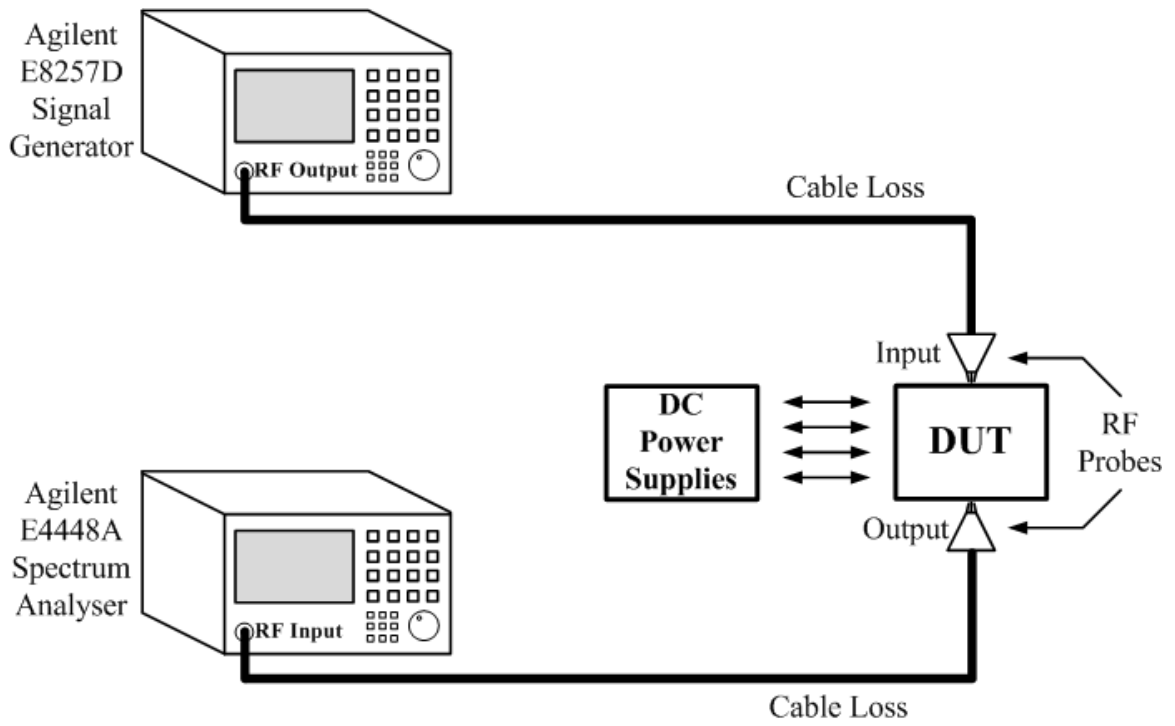 Agilent
E8257D
Signal
Generator
RF Output
Cable Loss
Input
DC
Power
Supplies
DUT
RF
Probes
Output
Agilent
E4448A
Spectrum
Analyser
RF Input
Cable Loss